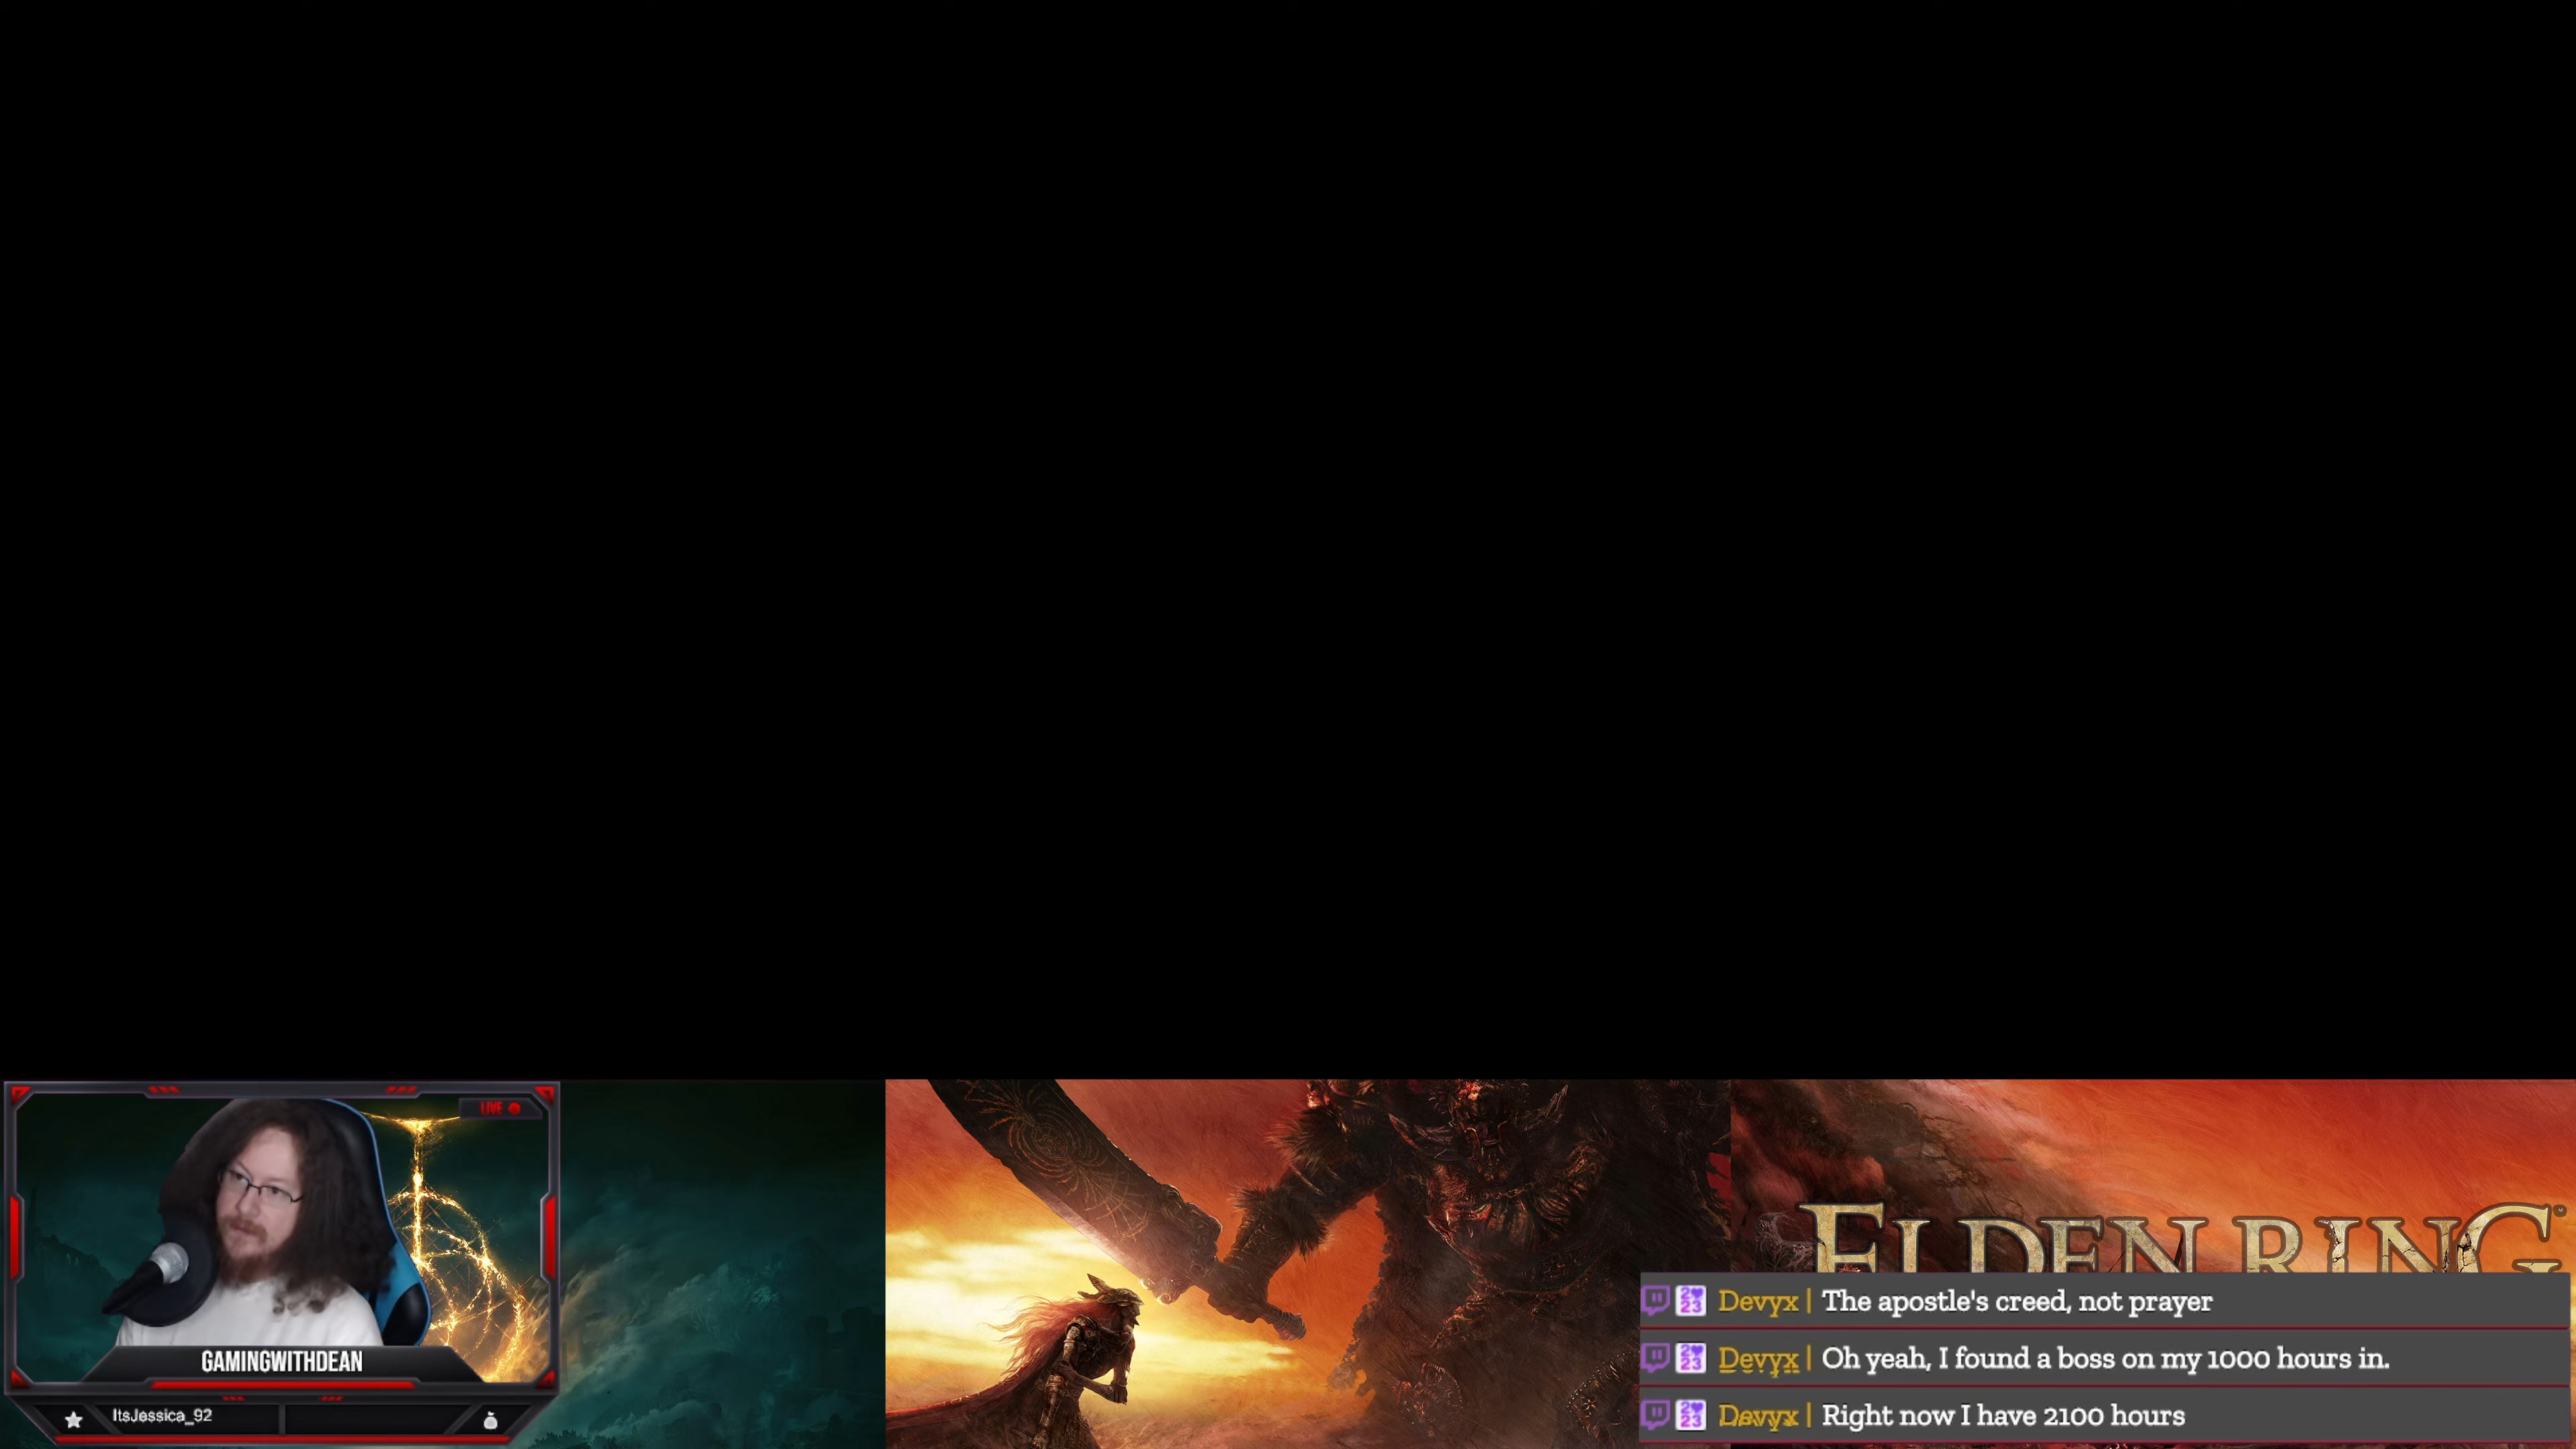 LIVE
GAMINGWITHDEAN
ItsJessica_92
ELDEN RING
Devyx | The apostle's creed, not prayer
Devyx | Oh yeah, I found a boss on my 1000 hours in.
Devyx | Right now I have 2100 hours